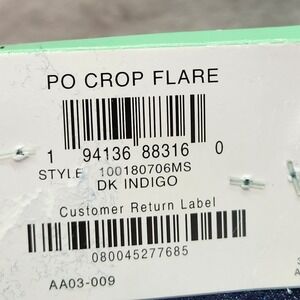 PO CROP FLARE
1 94136 88316 0
STYLE 100180706MS
DK INDIGO
Customer Return Label
080045277685
AA03-009